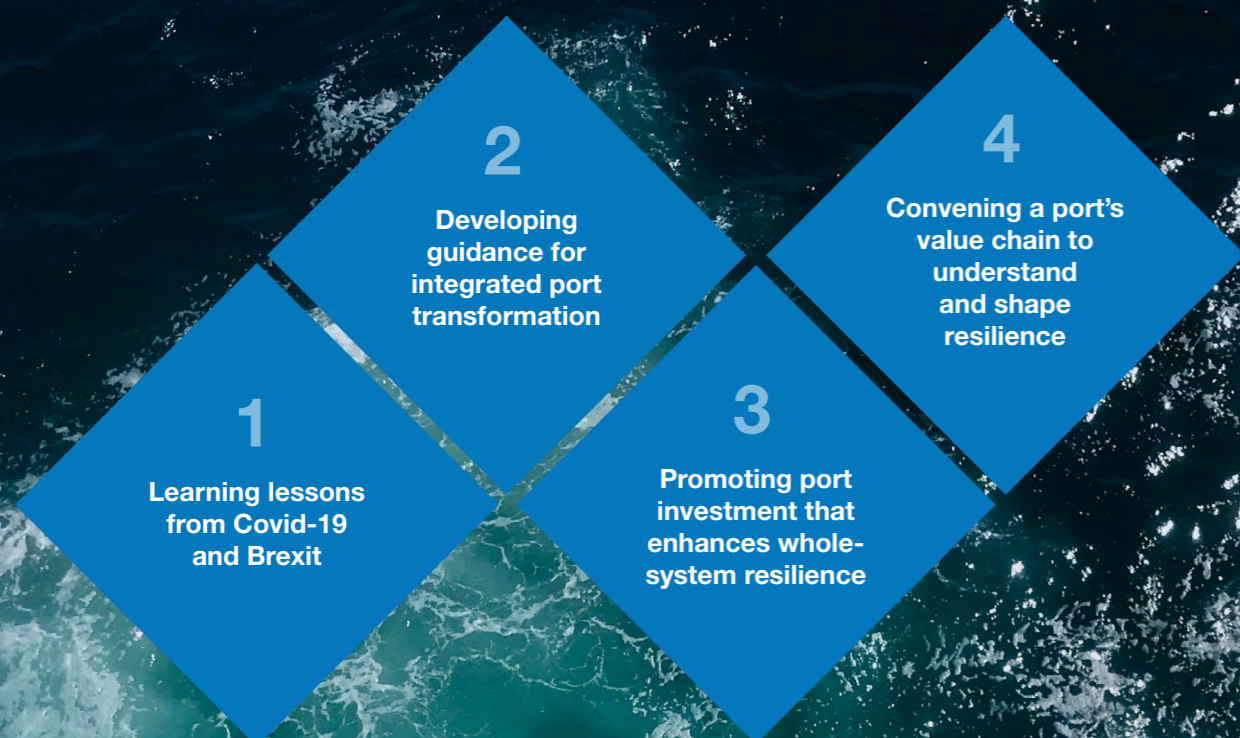 1
Learning lessons
from Covid-19
and Brexit
2
Developing
guidance for
integrated port
transformation
3
Promoting port
investment that
enhances whole-
system resilience
4
Convening a port’s
value chain to
understand
and shape
resilience